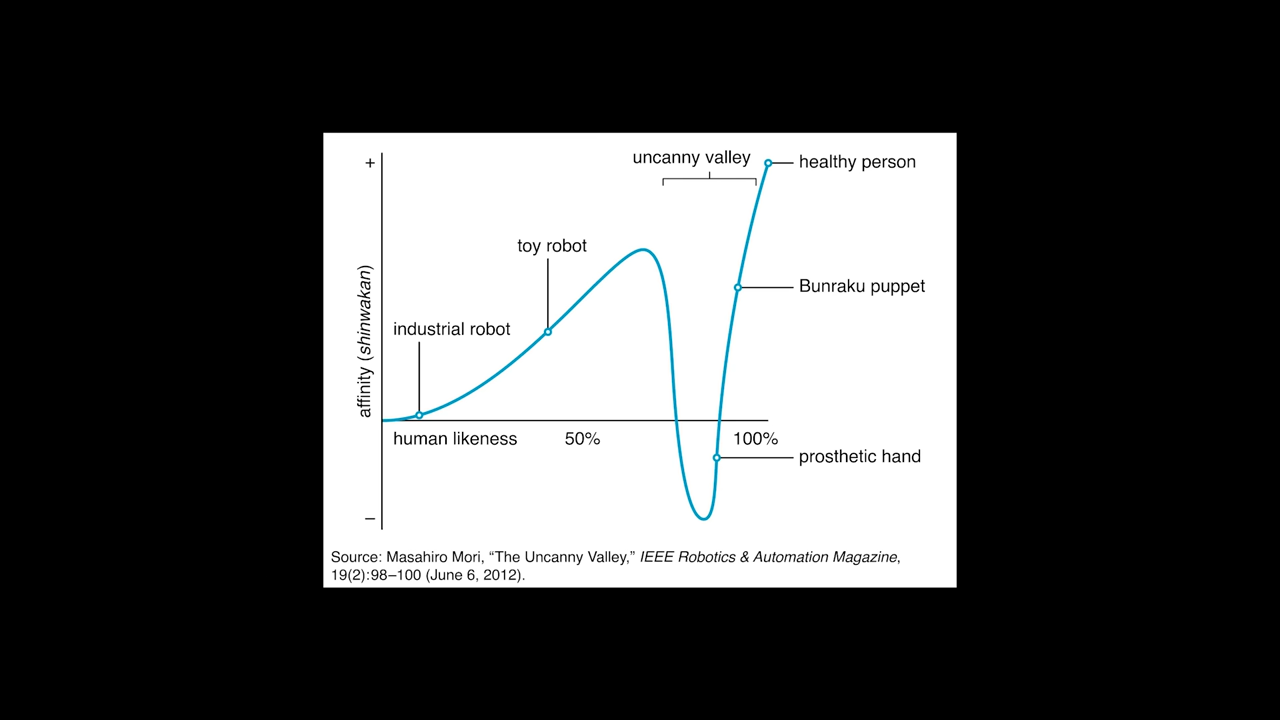 uncanny valley
+
healthy person
toy robot
Bunraku puppet
affinity (shinwakan)
industrial robot
human likeness 50% 100%
prosthetic hand
–
Source: Masahiro Mori, “The Uncanny Valley,” IEEE Robotics & Automation Magazine,
19(2):98–100 (June 6, 2012).